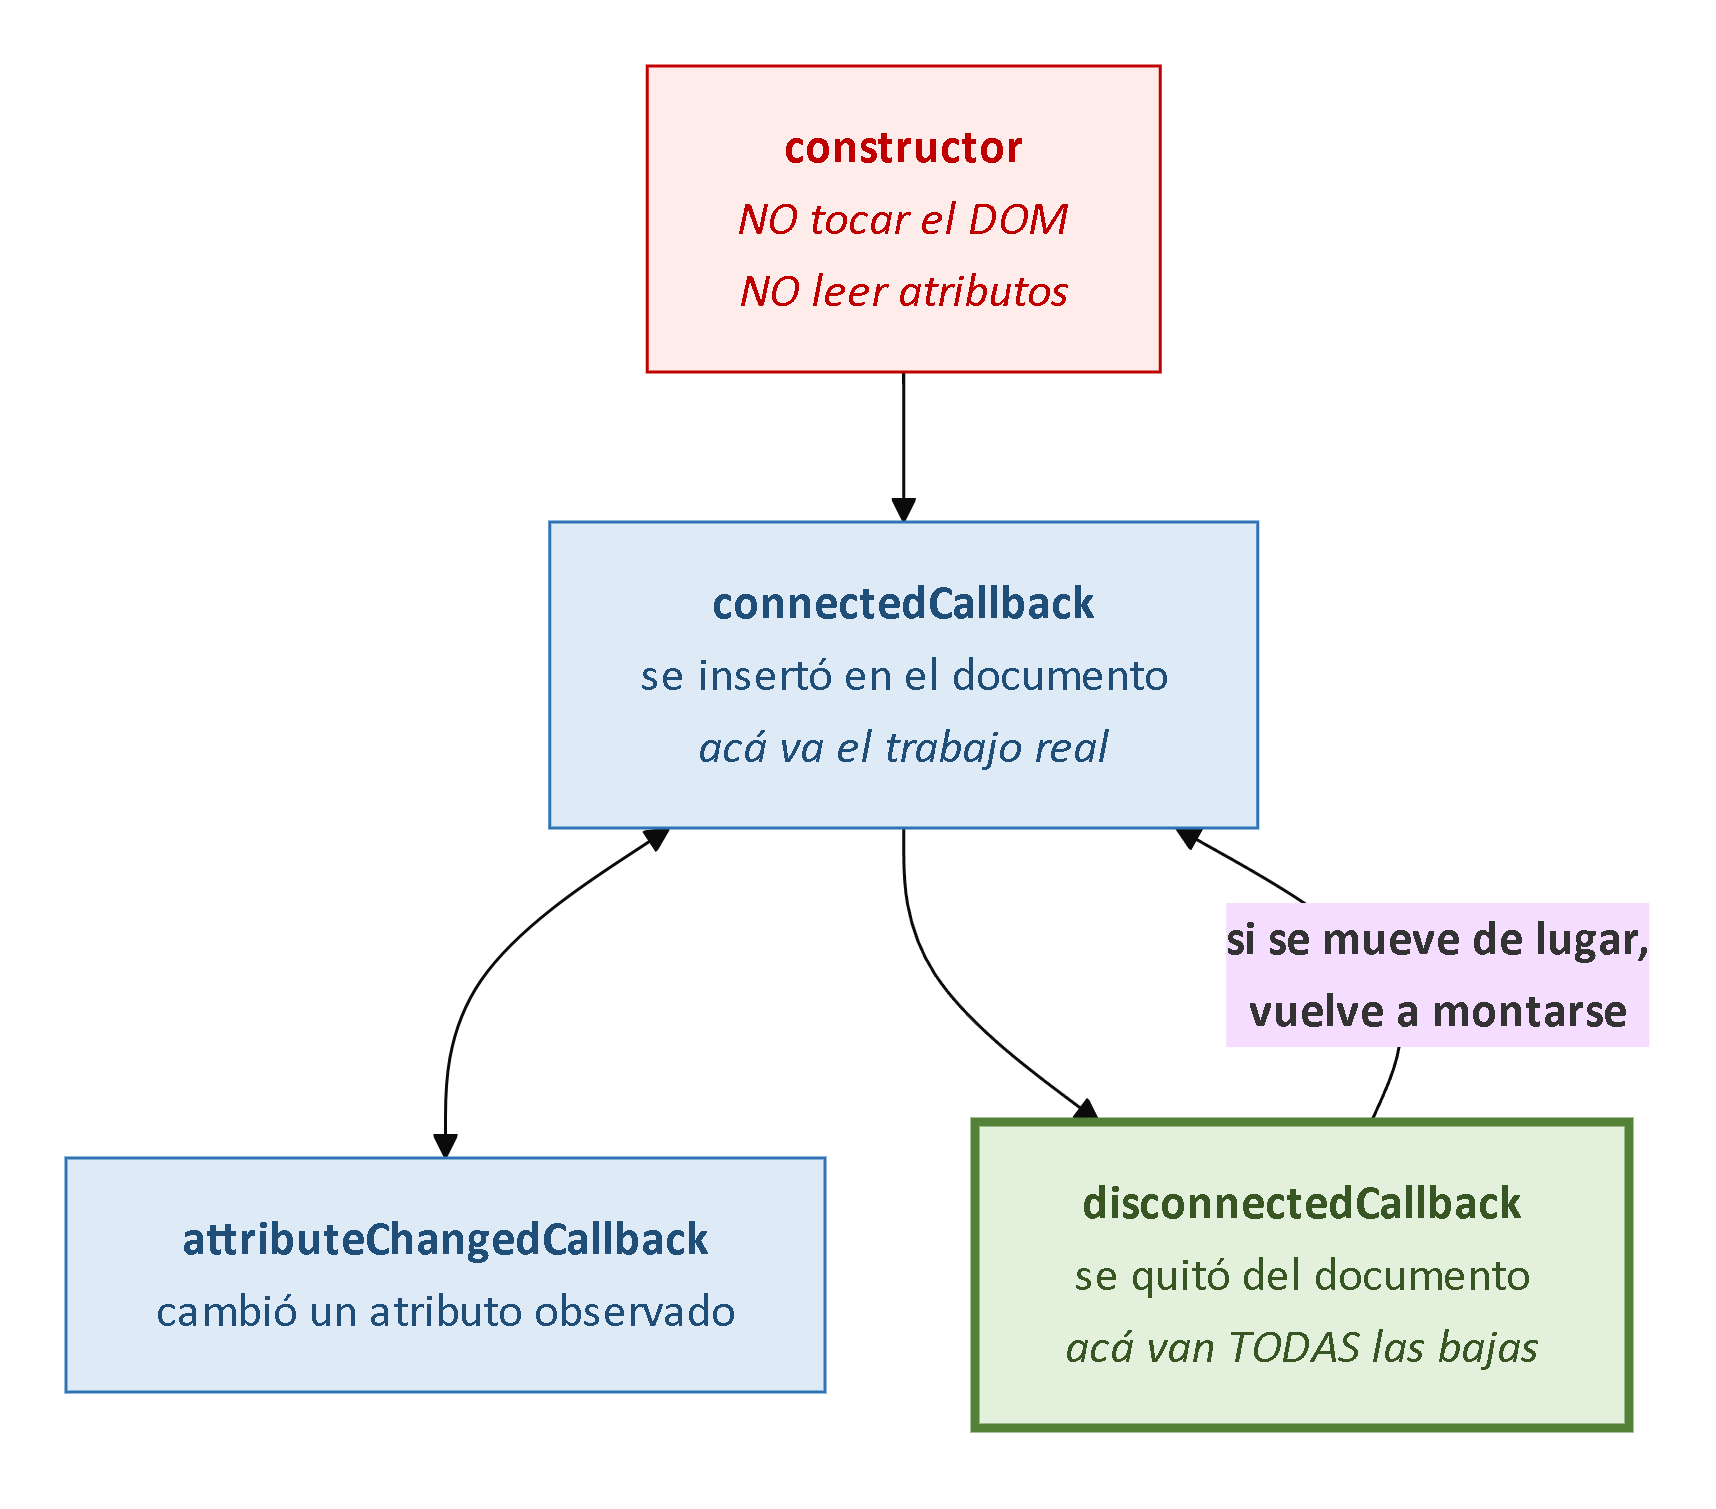 constructor
NO tocar el DOM
NO leer atributos
connectedCallback
se insertó en el documento
acá va el trabajo real
si se mueve de lugar,
vuelve a montarse
attributeChangedCallback
cambió un atributo observado
disconnectedCallback
se quitó del documento
acá van TODAS las bajas